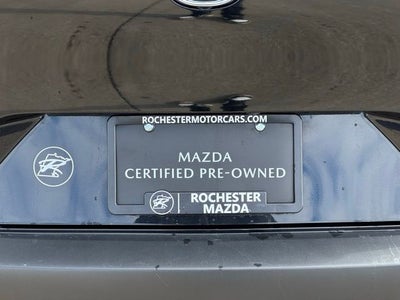 ROCHESTERMOTORCARS.COM
MAZDA
CERTIFIED PRE-OWNED
ROCHESTER
MAZDA